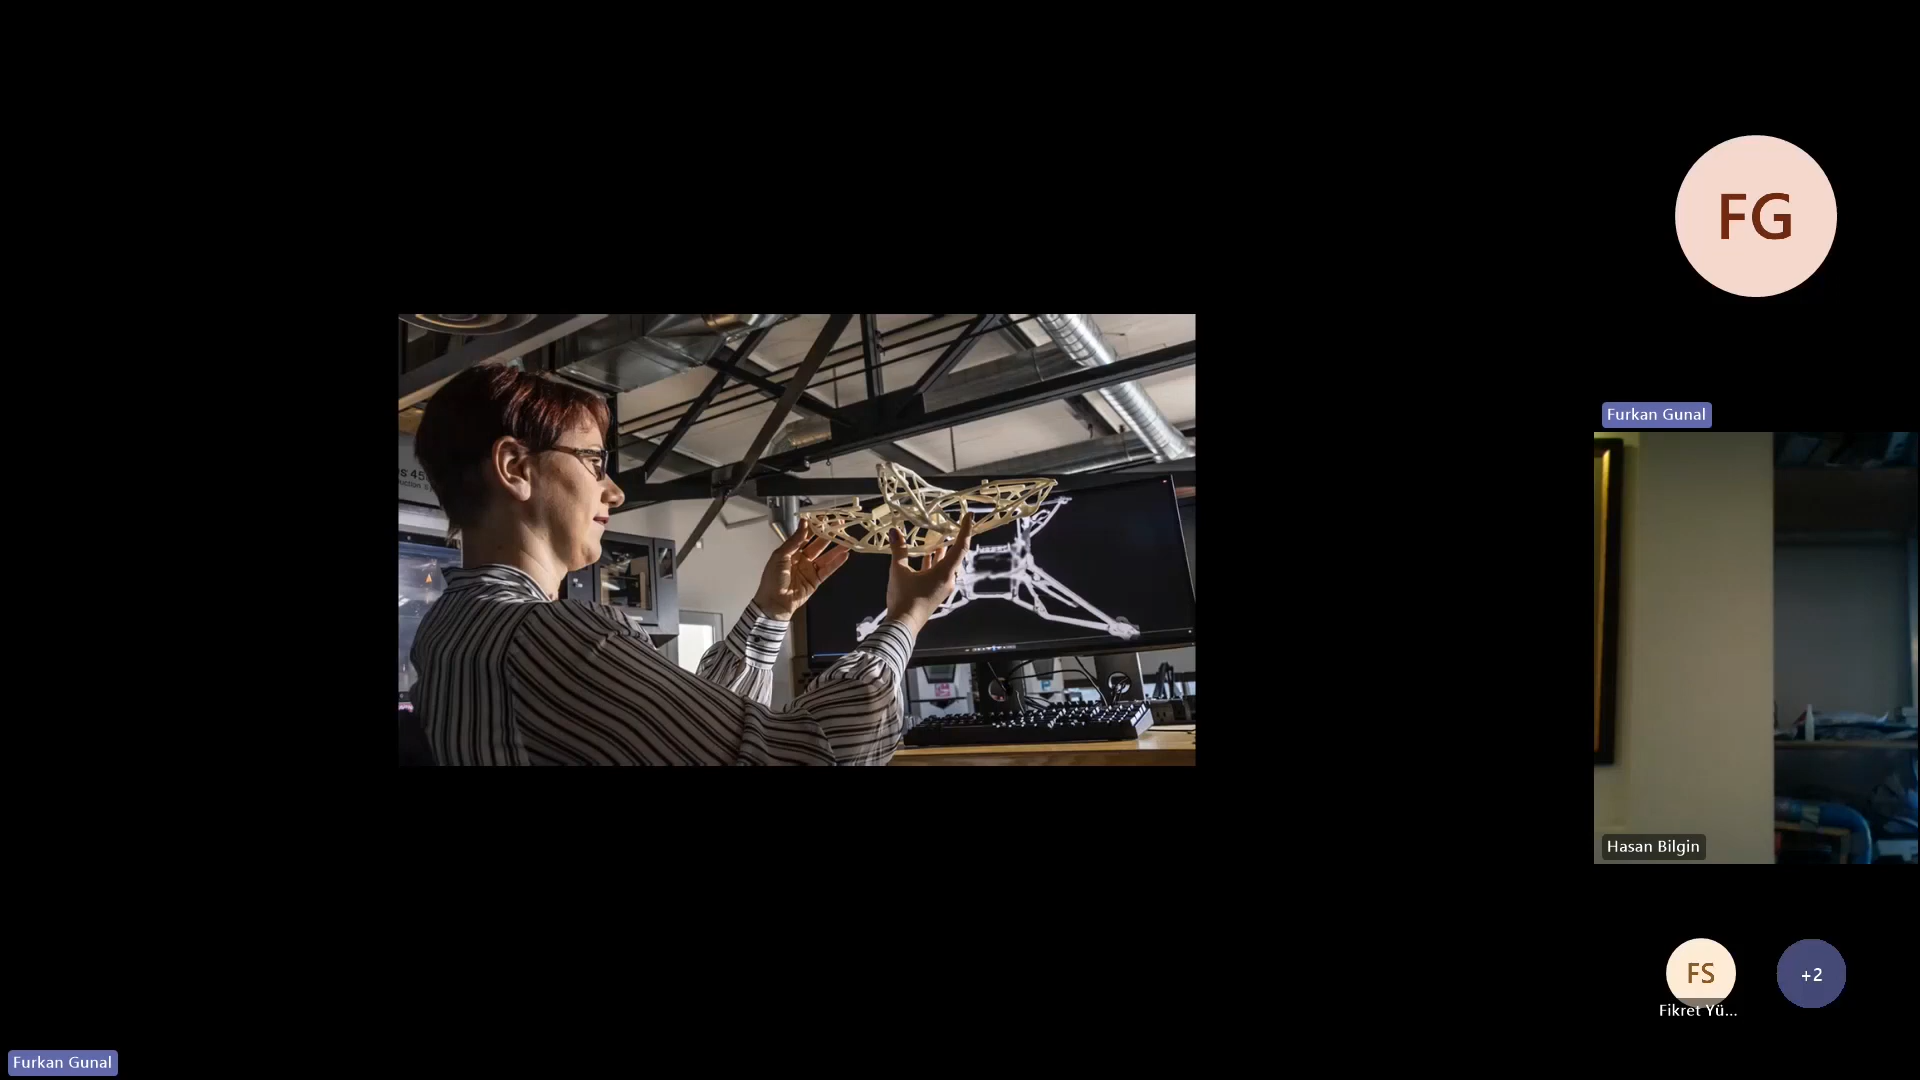 FG
Furkan Gunal
Hasan Bilgin
FS
+2
Fikret Yü...
Furkan Gunal